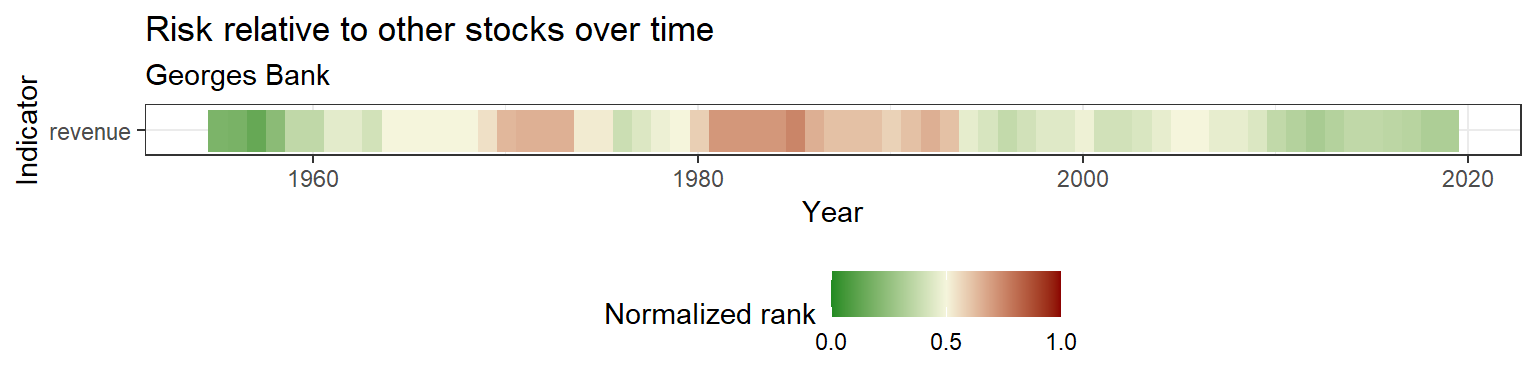 Risk relative to other stocks over time
Georges Bank
Indicator
revenue
1960 1980 2000 2020
Year
Normalized rank
0.0 0.5 1.0